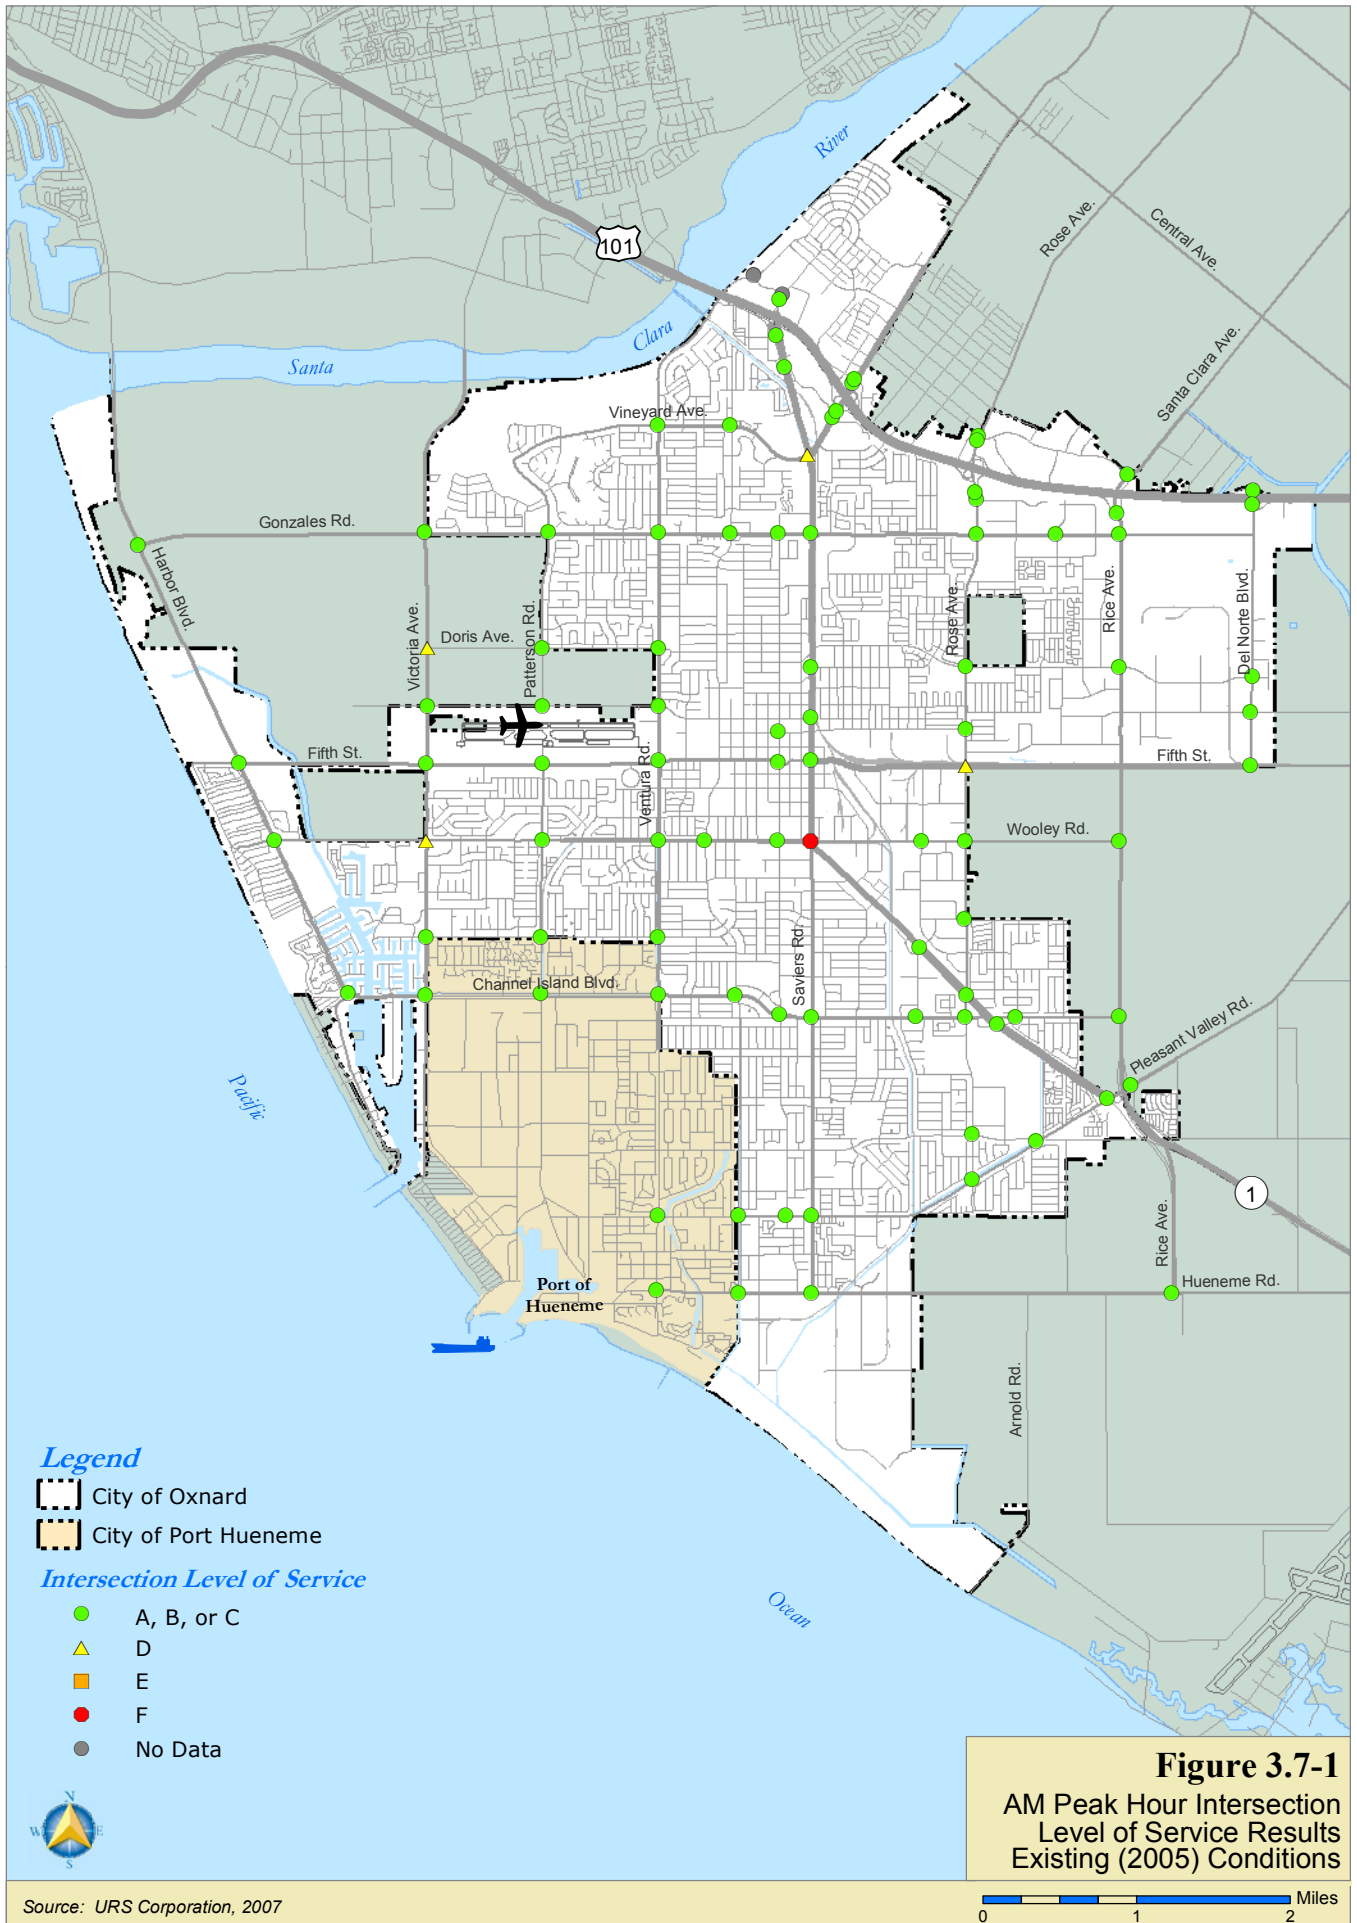 River
101
Rose Ave.
Central Ave.
Clara
Santa
Santa Clara Ave.
Vineyard Ave.
Gonzales Rd.
Harbor Blvd.
Victoria Ave.
Doris Ave.
Patterson Rd.
Rose Ave.
Rice Ave.
Del Norte Blvd.
Fifth St.
Ventura Rd.
Fifth St.
Wooley Rd.
Saviers Rd.
Channel Island Blvd.
Pleasant Valley Rd.
Pacific
1
Rice Ave.
Port of
Hueneme
Hueneme Rd.
Arnold Rd.
Legend
City of Oxnard
City of Port Hueneme
Intersection Level of Service
A, B, or C
D
E
F
No Data
Ocean
N
W
E
S
Figure 3.7-1
AM Peak Hour Intersection
Level of Service Results
Existing (2005) Conditions
Source: URS Corporation, 2007
Miles
0 1 2